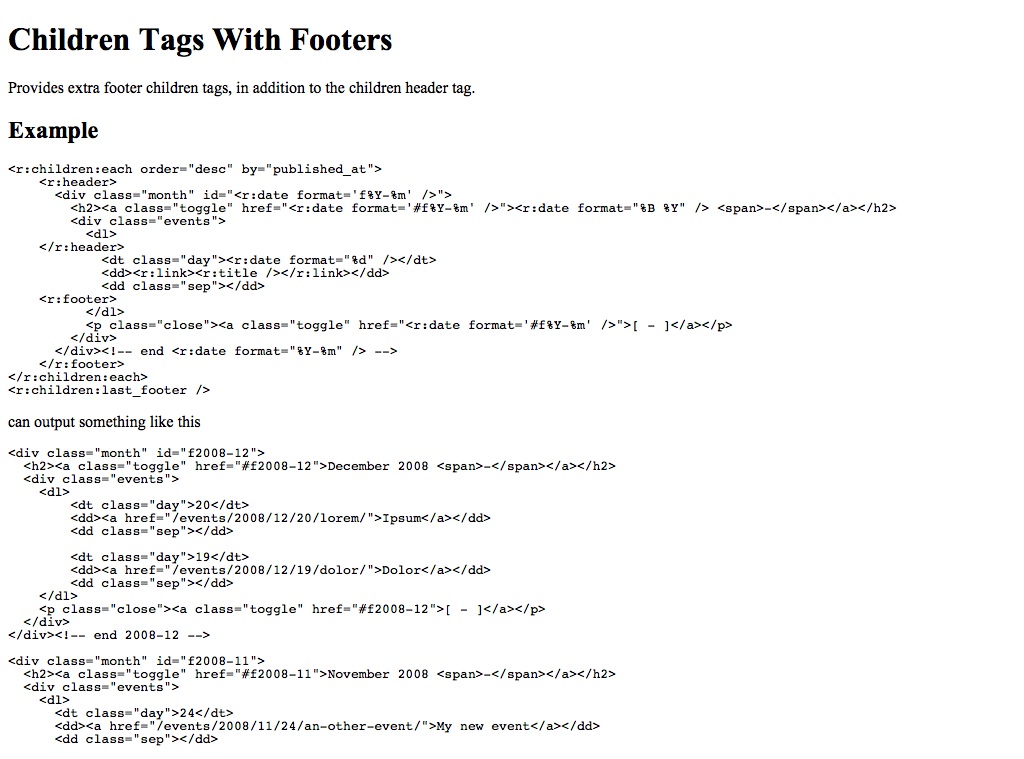 Children Tags With Footers
Provides extra footer children tags, in addition to the children header tag.
Example
<r:children:each order="desc" by="published_at">
    <r:header>
      <div class="month" id="<r:date format='f%Y-%m' />">
        <h2><a class="toggle" href="<r:date format='#f%Y-%m' />"><r:date format="%B %Y" /> <span>-</span></a></h2>
        <div class="events">
          <dl>
    </r:header>
            <dt class="day"><r:date format="%d" /></dt>
            <dd><r:link><r:title /></r:link></dd>
            <dd class="sep"></dd>
    <r:footer>
          </dl>
          <p class="close"><a class="toggle" href="<r:date format='#f%Y-%m' />">[ - ]</a></p>
        </div>
      </div><!-- end <r:date format="%Y-%m" /> -->
    </r:footer>
</r:children:each>
<r:children:last_footer />
can output something like this
<div class="month" id="f2008-12">
  <h2><a class="toggle" href="#f2008-12">December 2008 <span>-</span></a></h2>
  <div class="events">
    <dl>
        <dt class="day">20</dt>
        <dd><a href="/events/2008/12/20/lorem/">Ipsum</a></dd>
        <dd class="sep"></dd>

        <dt class="day">19</dt>
        <dd><a href="/events/2008/12/19/dolor/">Dolor</a></dd>
        <dd class="sep"></dd>
    </dl>
    <p class="close"><a class="toggle" href="#f2008-12">[ - ]</a></p>
  </div>
</div><!-- end 2008-12 -->

<div class="month" id="f2008-11">
  <h2><a class="toggle" href="#f2008-11">November 2008 <span>-</span></a></h2>
  <div class="events">
    <dl>
      <dt class="day">24</dt>
      <dd><a href="/events/2008/11/24/an-other-event/">My new event</a></dd>
      <dd class="sep"></dd>